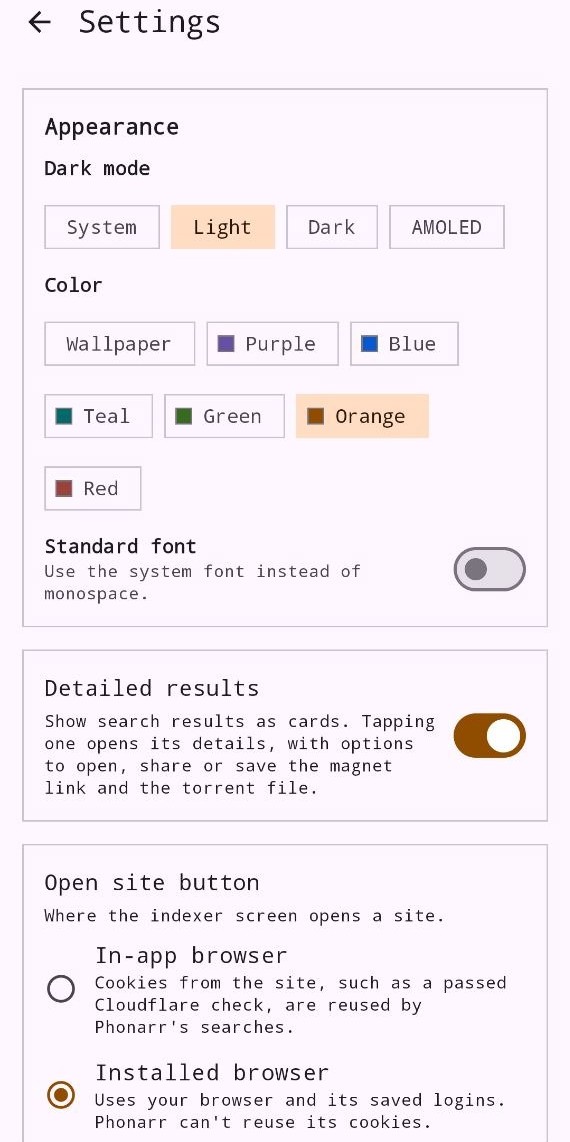 Settings
Appearance
Dark mode
System Light Dark AMOLED
Color
Wallpaper Purple Blue
Teal Green Orange
Red
Standard font
Use the system font instead of
monospace.
Detailed results
Show search results as cards. Tapping
one opens its details, with options
to open, share or save the magnet
link and the torrent file.
Open site button
Where the indexer screen opens a site.
In-app browser
Cookies from the site, such as a passed
Cloudflare check, are reused by
Phonarr's searches.
Installed browser
Uses your browser and its saved logins.
Phonarr can't reuse its cookies.